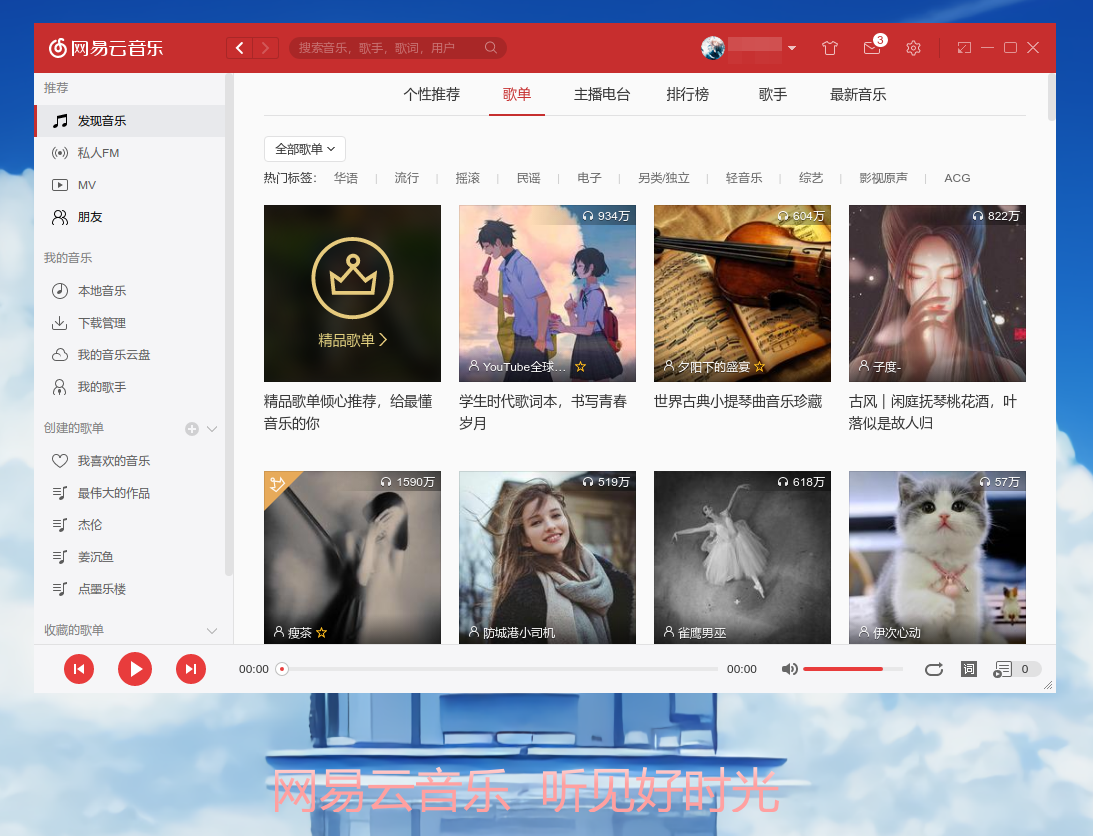 网易云音乐
搜索音乐，歌手，歌词，用户
3
推荐
发现音乐
私人FM
MV
朋友
我的音乐
本地音乐
下载管理
我的音乐云盘
我的歌手
创建的歌单
我喜欢的音乐
最伟大的作品
杰伦
姜沉鱼
点墨乐楼
收藏的歌单
个性推荐 歌单 主播电台 排行榜 歌手 最新音乐
全部歌单
热门标签： 华语 | 流行 | 摇滚 | 民谣 | 电子 | 另类/独立 | 轻音乐 | 综艺 | 影视原声 | ACG
精品歌单
精品歌单倾心推荐，给最懂
音乐的你
934万
YouTube全球…
学生时代歌词本，书写青春
岁月
604万
夕阳下的盛宴
世界古典小提琴曲音乐珍藏
822万
子度-
古风 | 闲庭抚琴桃花酒，叶
落似是故人归
1590万
瘦茶
519万
防城港小司机
618万
雀鹰男巫
57万
伊次心动
00:00 00:00 词 0
网易云音乐 听见好时光